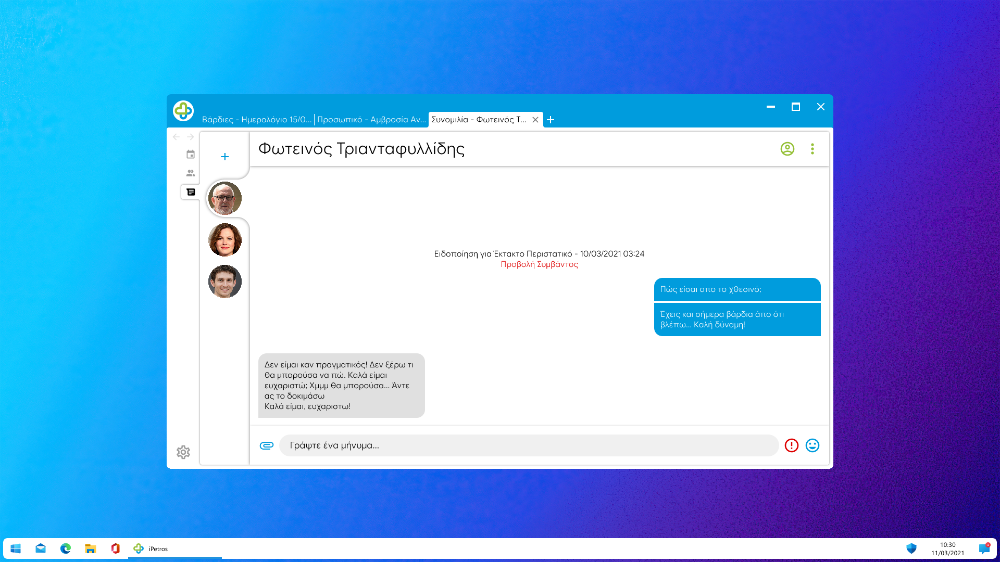 Βάρδιες - Ημερολόγιο 15/0...
Προσωπικό - Αμβροσία Αν...
Συνομιλία - Φωτεινός Τ...
Φωτεινός Τριανταφυλλίδης
Ειδοποίηση για Έκτακτο Περιστατικό - 10/03/2021 03:24
Προβολή Συμβάντος
Πώς είσαι απο το χθεσινό;
Έχεις και σήμερα βάρδια άπο ότι
βλέπω... Καλή δύναμη!
Δεν είμαι καν πραγματικός! Δεν ξέρω τι
θα μπορούσα να πώ. Καλά είμαι
ευχαριστώ; Χμμμ θα μπορούσα... Άντε
ας το δοκιμάσω
Καλά είμαι, ευχαριστω!
Γράψτε ένα μήνυμα...
iPetros
10:30
11/03/2021
1